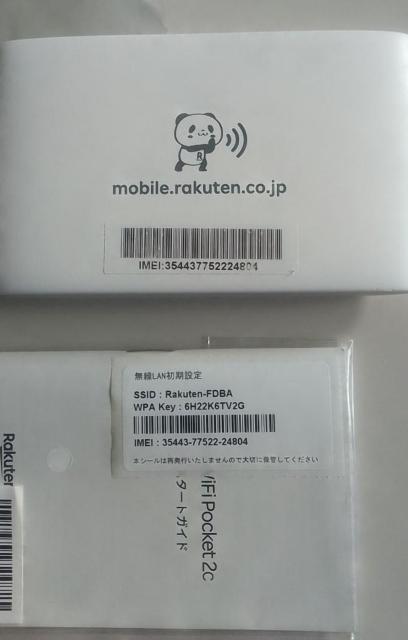 R
mobile.rakuten.co.jp
IMEI:354437752224804
無線LAN初期設定
SSID : Rakuten-FDBA
WPA Key : 6H22K6TV2G
IMEI : 35443-77522-24804
本シールは再発行いたしませんので大切に保管してください
Rakuten
WiFi Pocket 2C
タートガイド